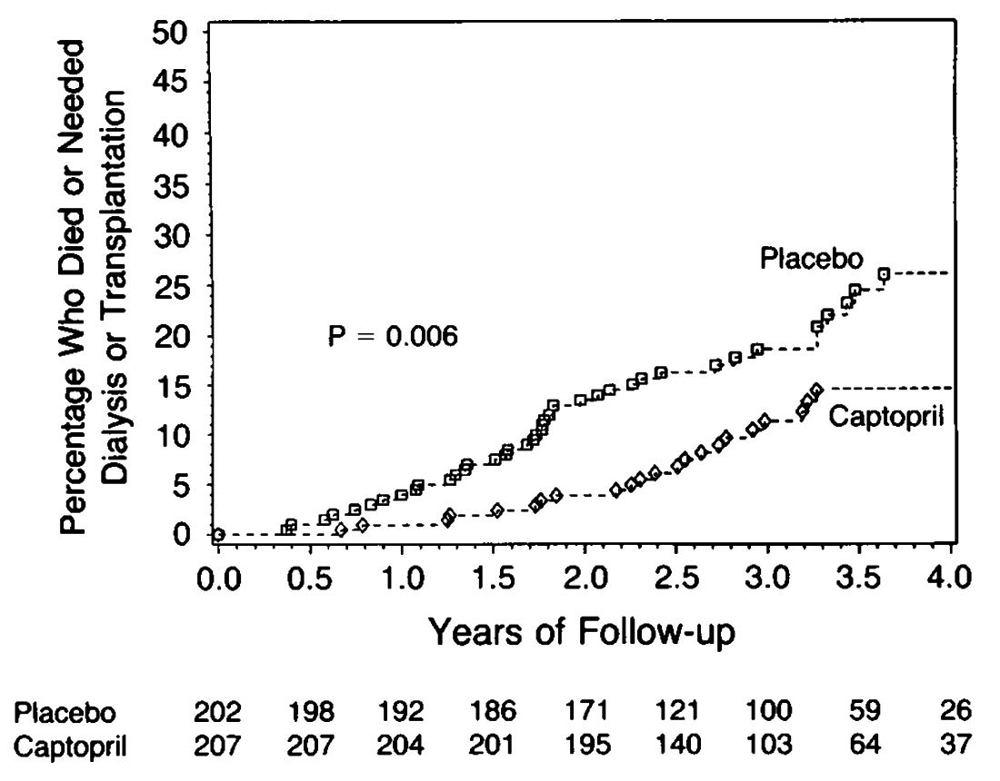 Percentage Who Died or Needed
Dialysis or Transplantation
50
45
40
35
30
25
20
15
10
5
0
Placebo
P = 0.006
Captopril
0.0 0.5 1.0 1.5 2.0 2.5 3.0 3.5 4.0
Years of Follow-up
Placebo 202 198 192 186 171 121 100 59 26
Captopril 207 207 204 201 195 140 103 64 37